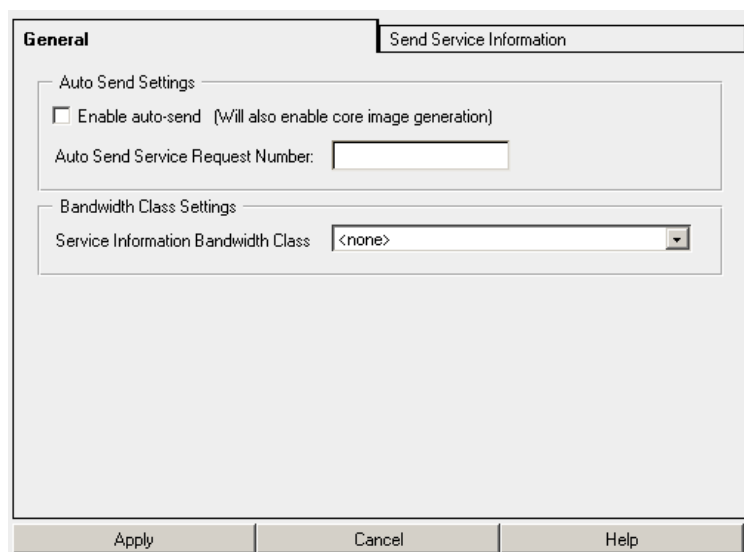 General
Send Service Information
Auto Send Settings
Enable auto-send (Will also enable core image generation)
Auto Send Service Request Number:
Bandwidth Class Settings
Service Information Bandwidth Class
<none>
Apply
Cancel
Help